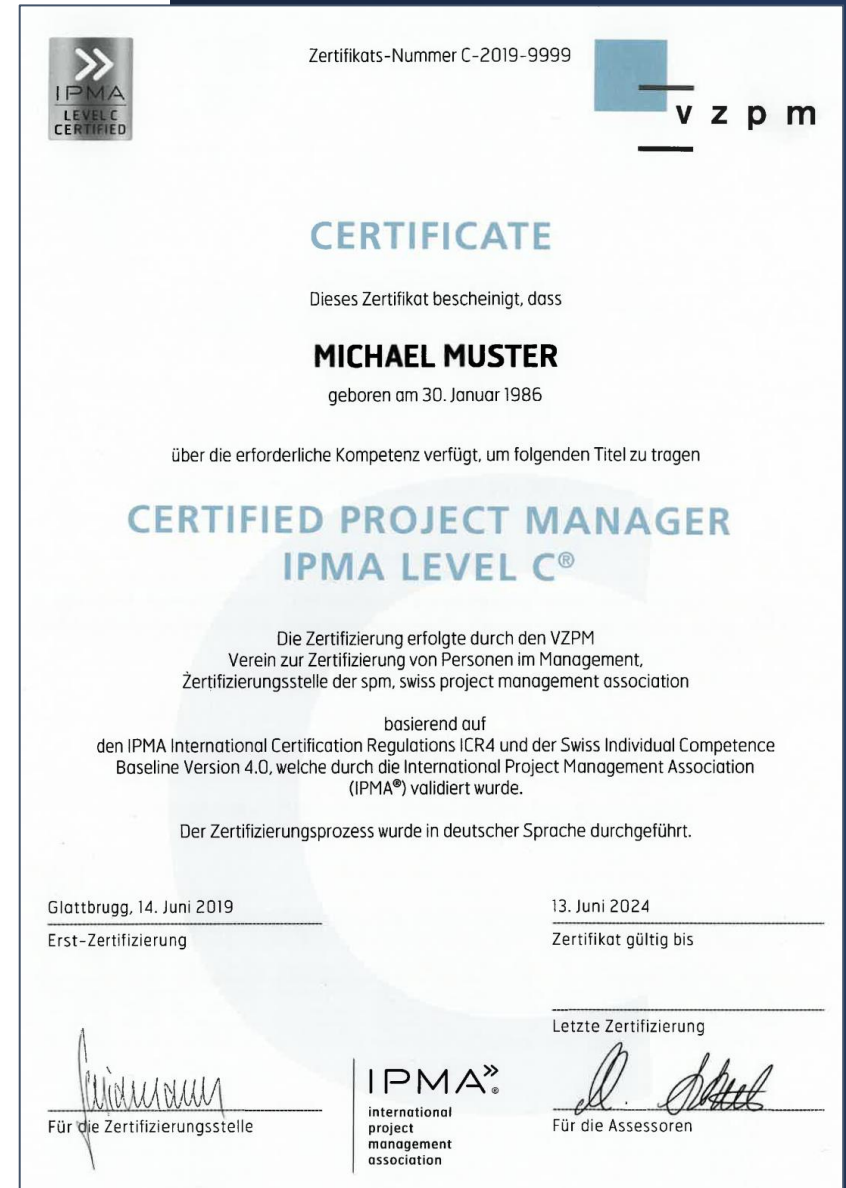 IPMA
LEVEL C
CERTIFIED
Zertifikats-Nummer C-2019-9999
vzpm
CERTIFICATE
Dieses Zertifikat bescheinigt, dass
MICHAEL MUSTER
geboren am 30. Januar 1986
über die erforderliche Kompetenz verfügt, um folgenden Titel zu tragen
CERTIFIED PROJECT MANAGER
IPMA LEVEL C®
Die Zertifizierung erfolgte durch den VZPM
Verein zur Zertifizierung von Personen im Management,
Zertifizierungsstelle der spm, swiss project management association
basierend auf
den IPMA International Certification Regulations ICR4 und der Swiss Individual Competence
Baseline Version 4.0, welche durch die International Project Management Association
(IPMA®) validiert wurde.
Der Zertifizierungsprozess wurde in deutscher Sprache durchgeführt.
Glattbrugg, 14. Juni 2019
Erst-Zertifizierung
13. Juni 2024
Zertifikat gültig bis
Letzte Zertifizierung
Für die Zertifizierungsstelle
IPMA®
international
project
management
association
Für die Assessoren